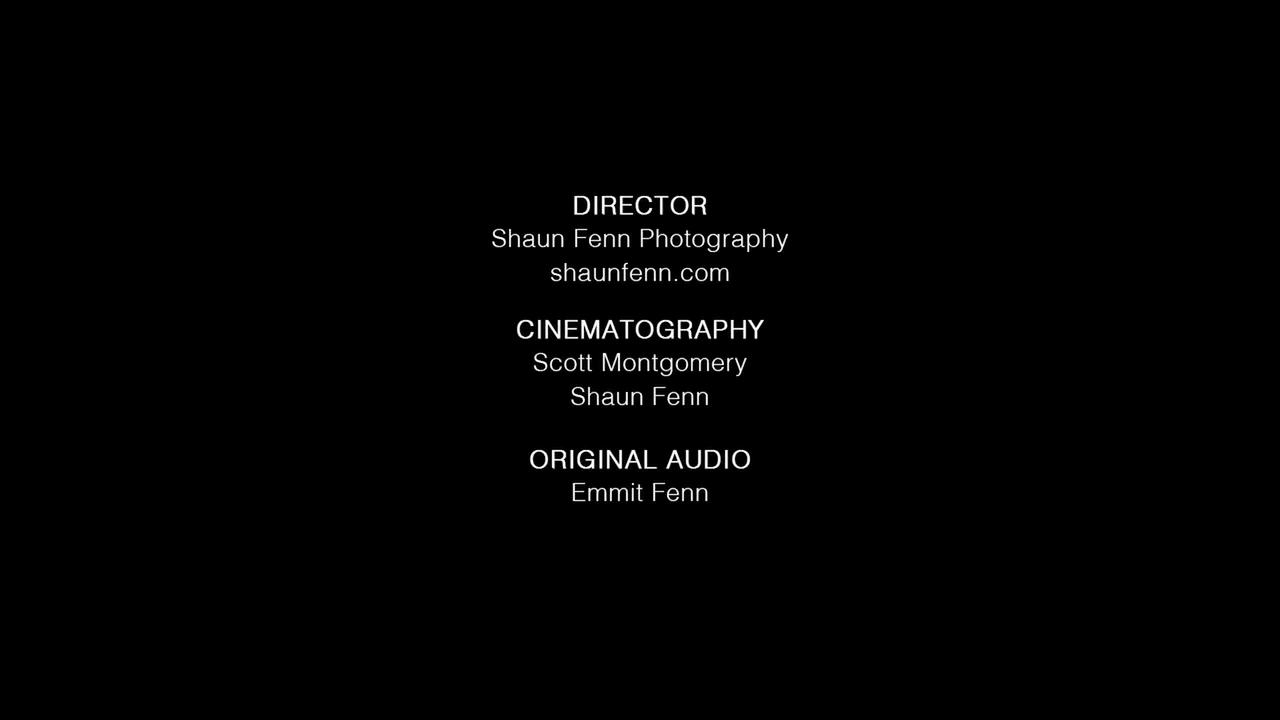 DIRECTOR
Shaun Fenn Photography
shaunfenn.com
CINEMATOGRAPHY
Scott Montgomery
Shaun Fenn
ORIGINAL AUDIO
Emmit Fenn